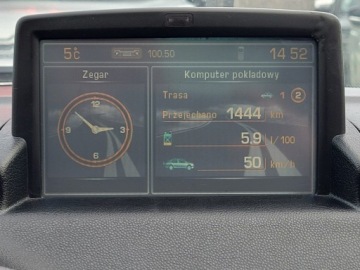 5°C 100.50 14 52
Zegar
12
3
6
9
Komputer pokładowy
Trasa 1 2
Przejechano 1444 km
5.9 l/100
50 km/h